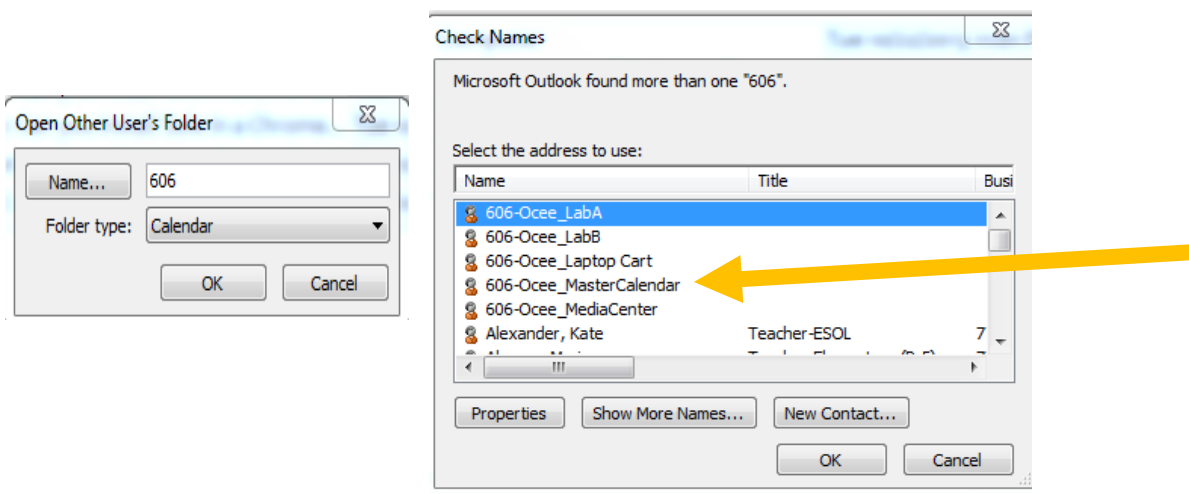 Open Other User's Folder
Name... 606
Folder type: Calendar
OK Cancel
Check Names
Microsoft Outlook found more than one "606".
Select the address to use:
Name Title Busi
606-Ocee_LabA
606-Ocee_LabB
606-Ocee_Laptop Cart
606-Ocee_MasterCalendar
606-Ocee_MediaCenter
Alexander, Kate Teacher-ESOL 7
Properties Show More Names... New Contact...
OK Cancel